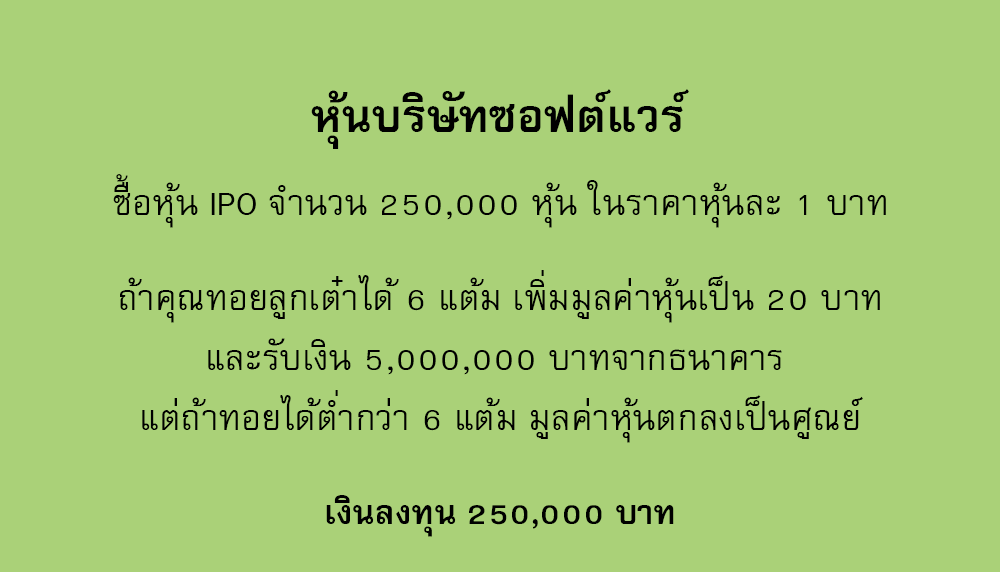 หุ้นบริษัทซอฟต์แวร์
ซื้อหุ้น IPO จำนวน 250,000 หุ้น ในราคาหุ้นละ 1 บาท
ถ้าคุณทอยลูกเต๋าได้ 6 แต้ม เพิ่มมูลค่าหุ้นเป็น 20 บาท
และรับเงิน 5,000,000 บาทจากธนาคาร
แต่ถ้าทอยได้ต่ำกว่า 6 แต้ม มูลค่าหุ้นตกลงเป็นศูณย์
เงินลงทุน 250,000 บาท